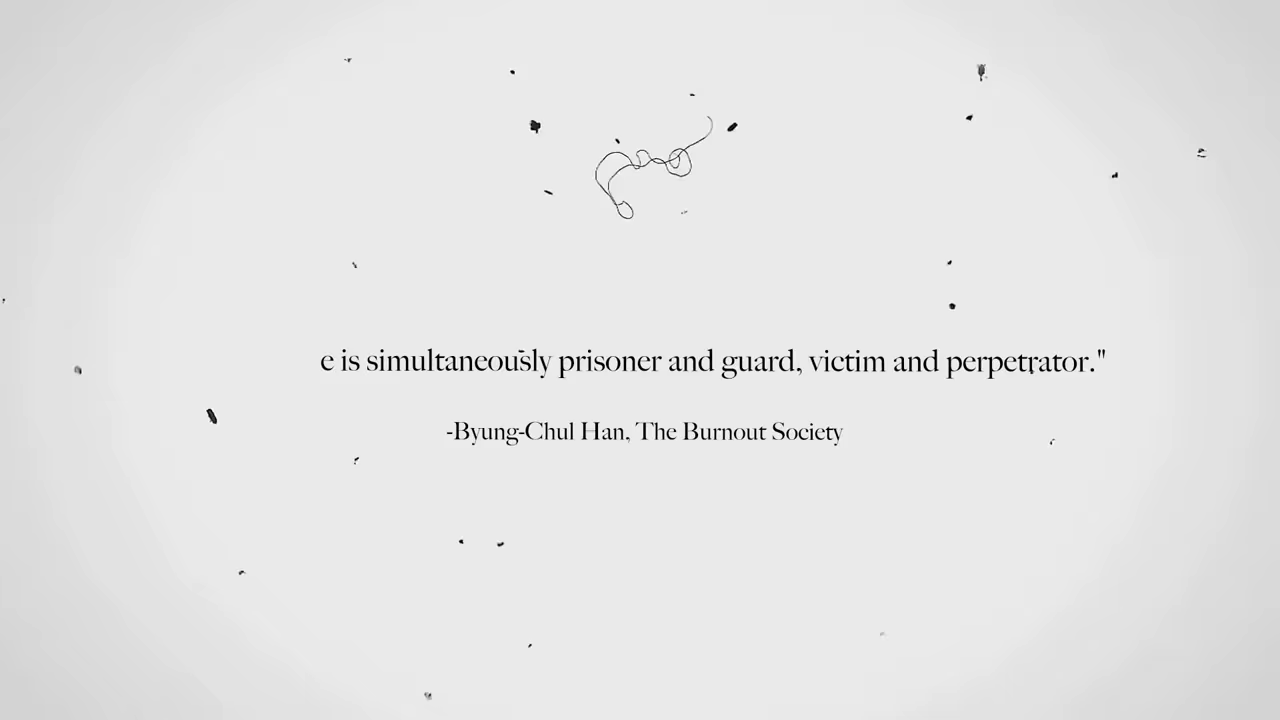 e is simultaneously prisoner and guard, victim and perpetrator."
-Byung-Chul Han, The Burnout Society